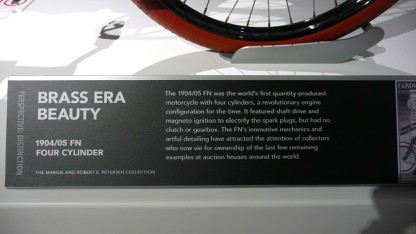 PERSPECTIVE: DISTINCTION
BRASS ERA
BEAUTY
1904/05 FN
FOUR CYLINDER
THE MARGIE AND ROBERT E. PETERSEN COLLECTION
The 1904/05 FN was the world's first quantity-produced
motorcycle with four cylinders, a revolutionary engine
configuration for the time. It featured shaft drive and
magneto ignition to electrify the spark plugs, but had no
clutch or gearbox. The FN's innovative mechanics and
artful detailing have attracted the attention of collectors
who now vie for ownership of the last few remaining
examples at auction houses around the world.